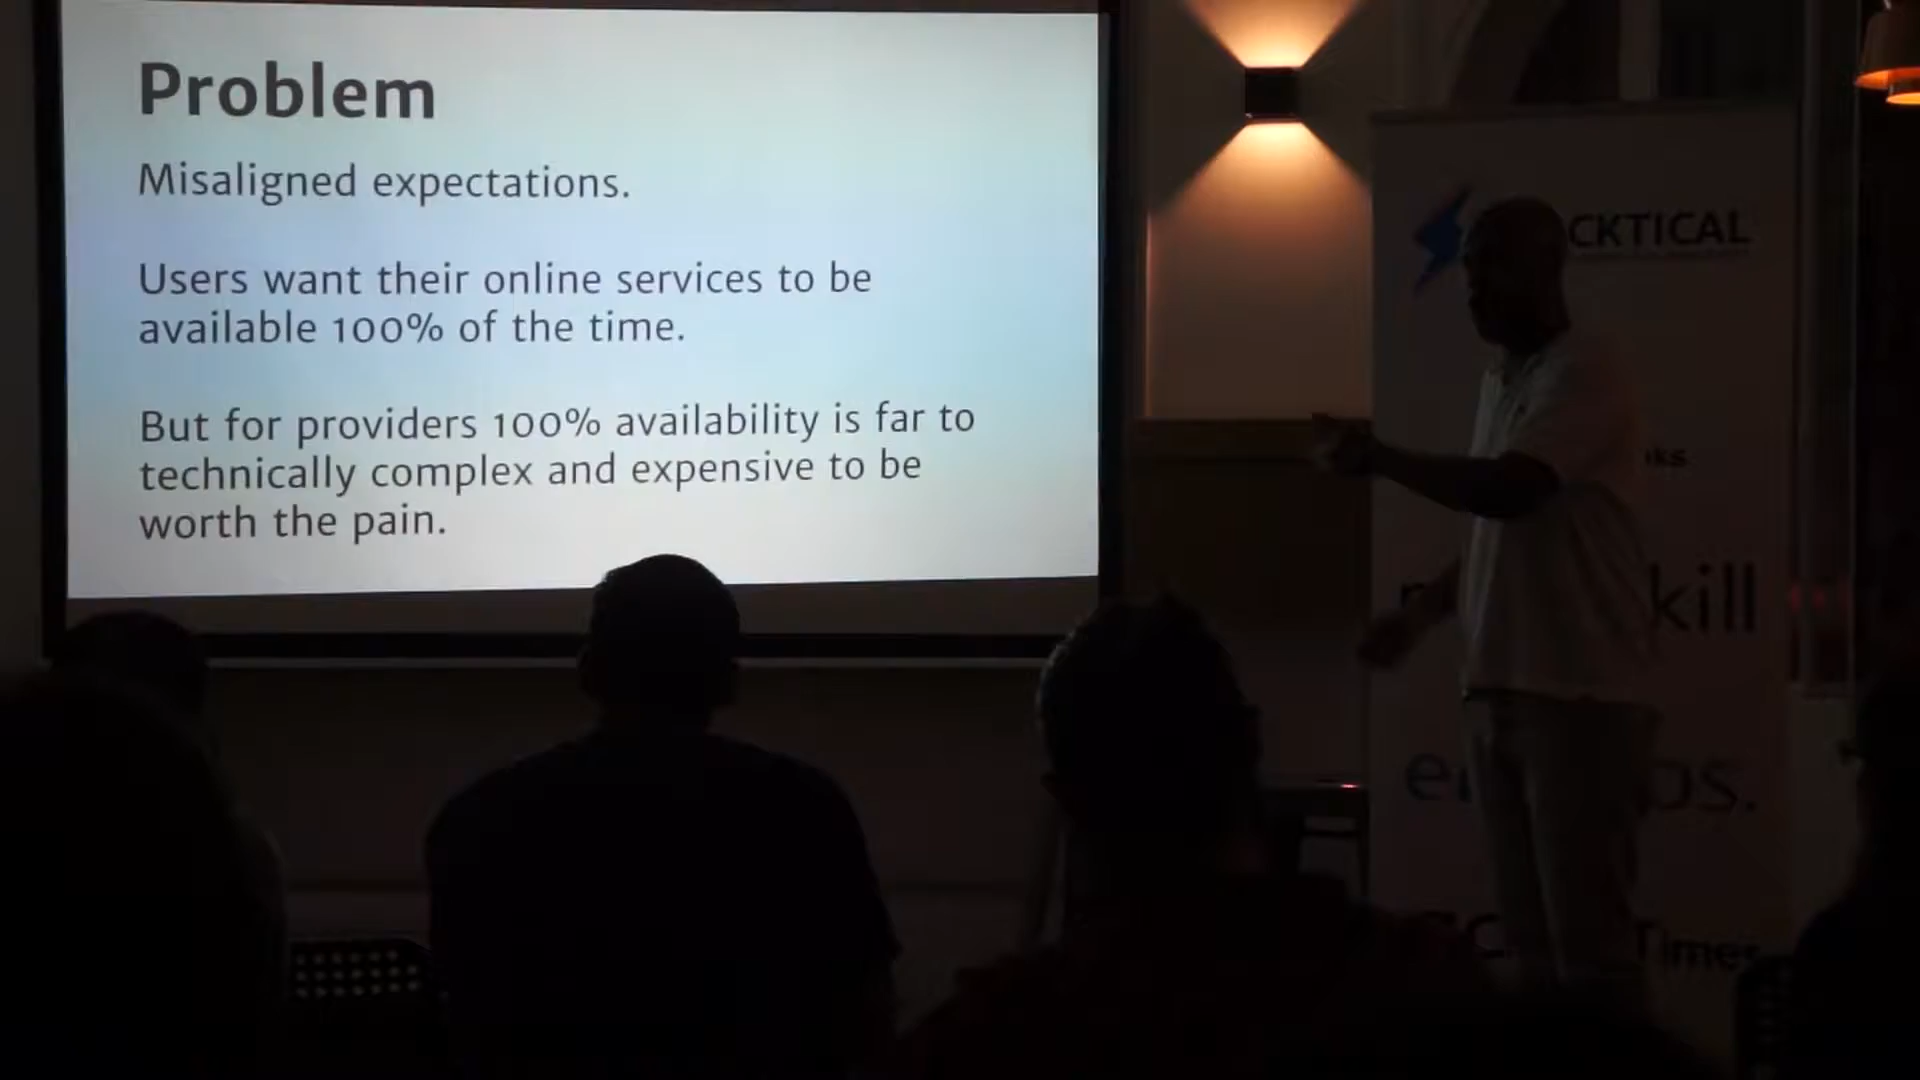 Problem
Misaligned expectations.
Users want their online services to be
available 100% of the time.
But for providers 100% availability is far to
technically complex and expensive to be
worth the pain.
CKTICAL
kill
Times